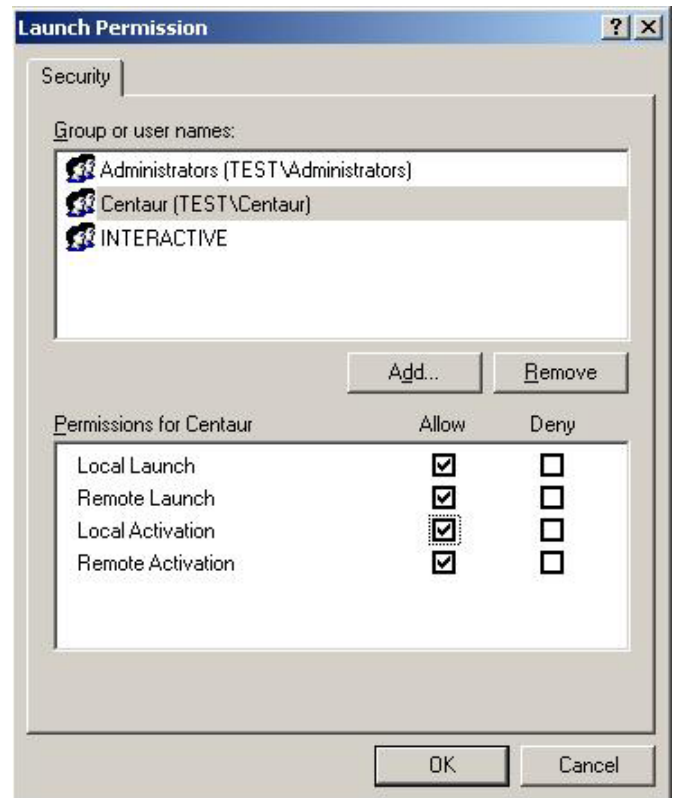 Launch Permission
Security
Group or user names:
Administrators (TEST\Administrators)
Centaur (TEST\Centaur)
INTERACTIVE
Add... Remove
Permissions for Centaur Allow Deny
Local Launch
Remote Launch
Local Activation
Remote Activation
OK Cancel